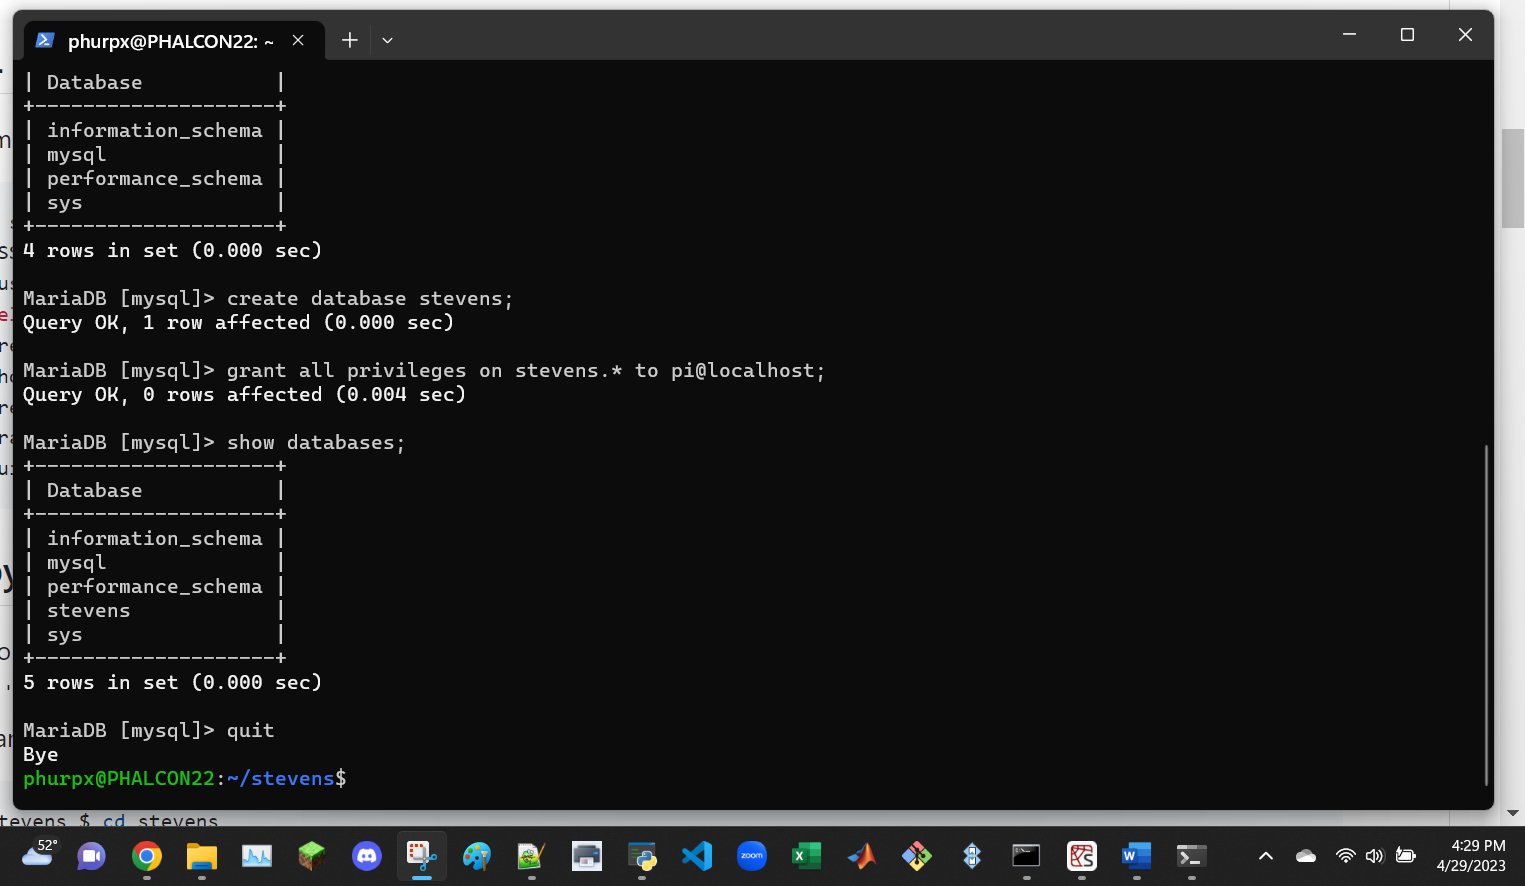 phurpx@PHALCON22: ~
| Database           |
+--------------------+
| information_schema |
| mysql              |
| performance_schema |
| sys                |
+--------------------+
4 rows in set (0.000 sec)
MariaDB [mysql]> create database stevens;
Query OK, 1 row affected (0.000 sec)
MariaDB [mysql]> grant all privileges on stevens.* to pi@localhost;
Query OK, 0 rows affected (0.004 sec)
MariaDB [mysql]> show databases;
+--------------------+
| Database           |
+--------------------+
| information_schema |
| mysql              |
| performance_schema |
| stevens            |
| sys                |
+--------------------+
5 rows in set (0.000 sec)
MariaDB [mysql]> quit
Bye
phurpx@PHALCON22:~/stevens$
tevens $ cd stevens
52°
zoom
4:29 PM
4/29/2023